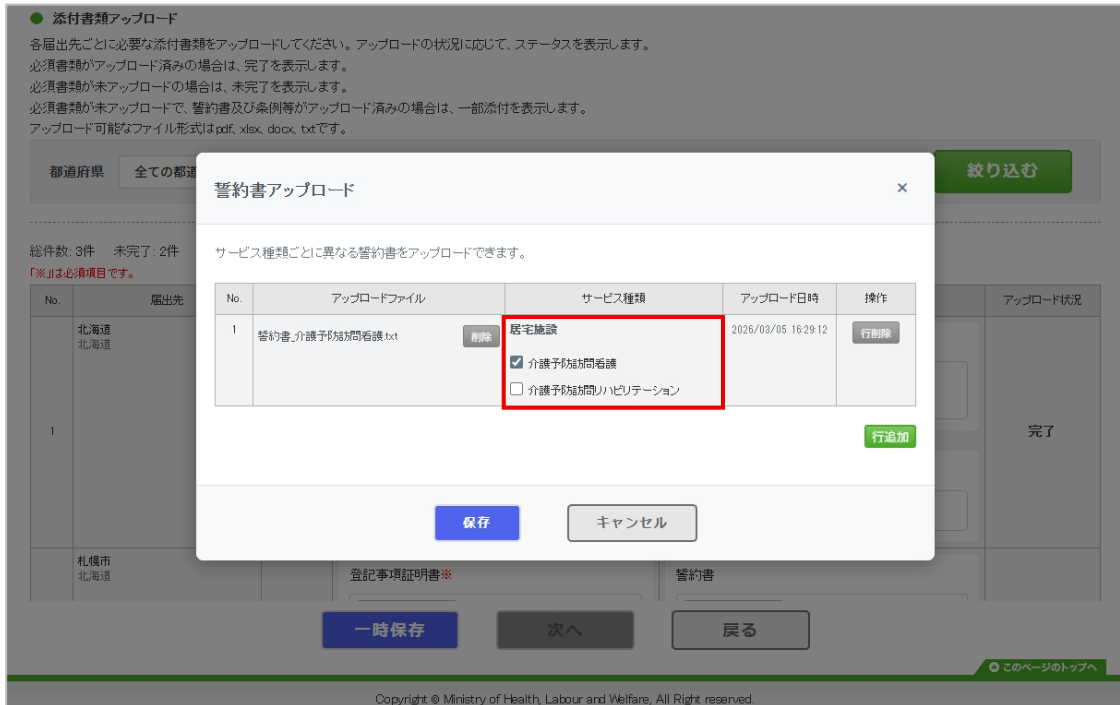 添付書類アップロード
各届出先ごとに必要な添付書類をアップロードしてください。アップロードの状況に応じて、ステータスを表示します。
必須書類がアップロード済みの場合は、完了を表示します。
必須書類が未アップロードの場合は、未完了を表示します。
必須書類が未アップロードで、誓約書及び条例等がアップロード済みの場合は、一部添付を表示します。
アップロード可能なファイル形式はpdf, xlsx, docx, txtです。
都道府県 全ての都道 絞り込む
誓約書アップロード ×
総件数: 3件 未完了: 2件
「※」は必須項目です。
サービス種類ごとに異なる誓約書をアップロードできます。
No. 届出先 アップロード状況
No. アップロードファイル サービス種類 アップロード日時 操作
1 誓約書_介護予防訪問看護.txt 削除 居宅施設 2026/03/05 16:29:12 行削除
介護予防訪問看護
介護予防訪問リハビリテーション
北海道
北海道
1 完了
行追加
保存 キャンセル
札幌市
北海道
登記事項証明書※ 誓約書
一時保存 次へ 戻る
このページのトップへ
Copyright © Ministry of Health, Labour and Welfare, All Right reserved.